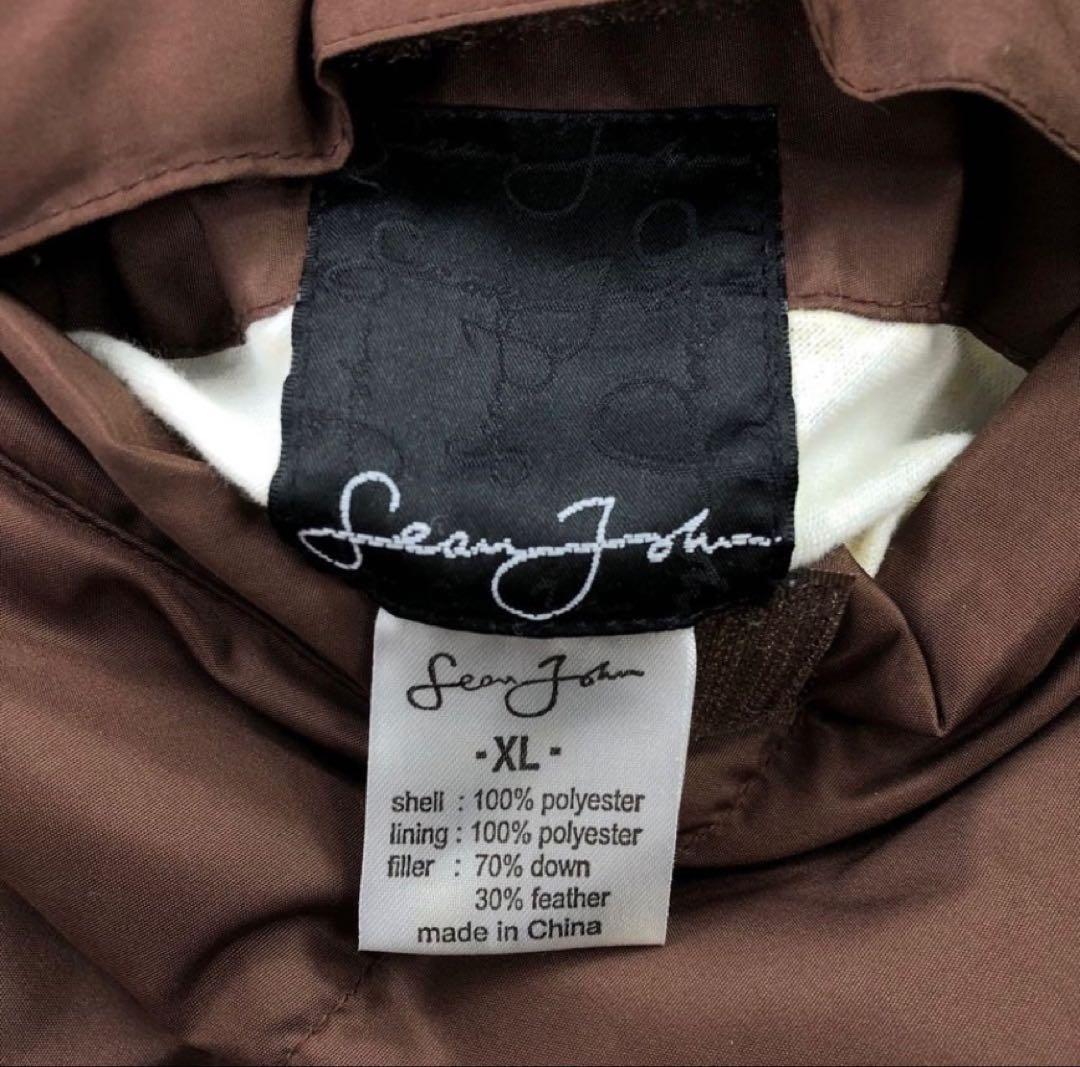 Sean John
Sean John
-XL-
shell : 100% polyester
lining : 100% polyester
filler : 70% down
30% feather
made in China